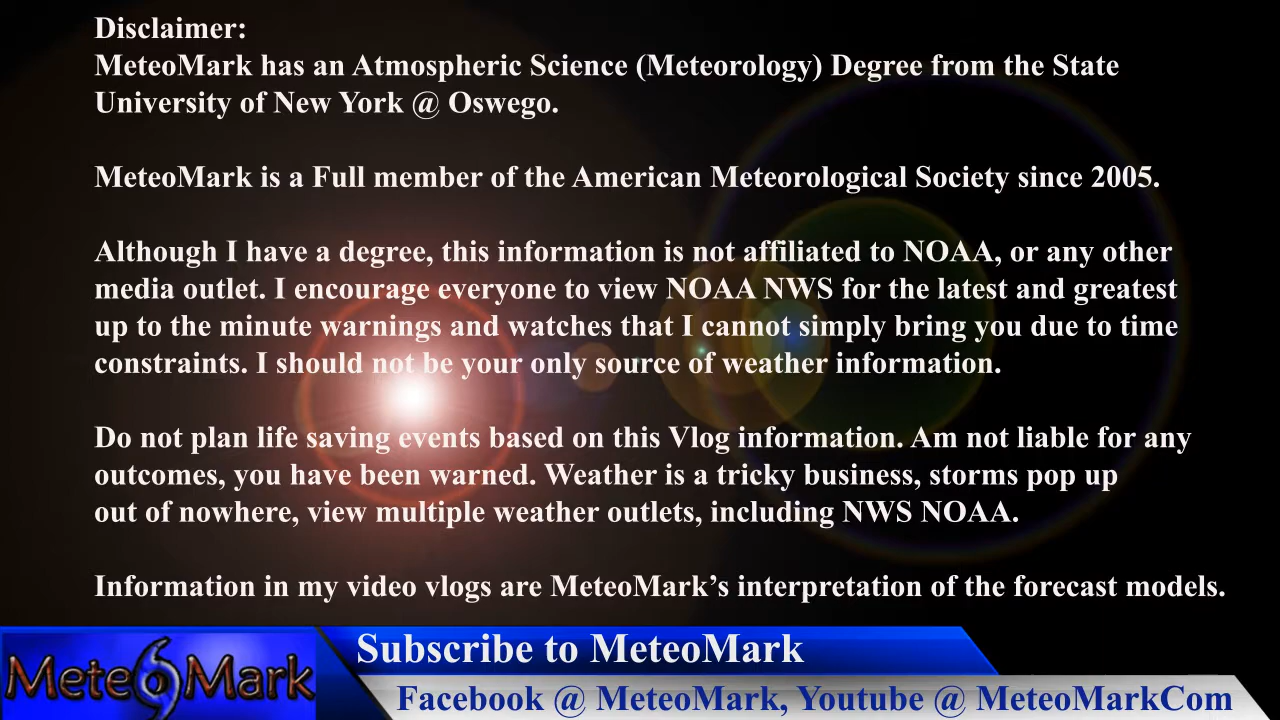 Disclaimer:
MeteoMark has an Atmospheric Science (Meteorology) Degree from the State
University of New York @ Oswego.
MeteoMark is a Full member of the American Meteorological Society since 2005.
Although I have a degree, this information is not affiliated to NOAA, or any other
media outlet. I encourage everyone to view NOAA NWS for the latest and greatest
up to the minute warnings and watches that I cannot simply bring you due to time
constraints. I should not be your only source of weather information.
Do not plan life saving events based on this Vlog information. Am not liable for any
outcomes, you have been warned. Weather is a tricky business, storms pop up
out of nowhere, view multiple weather outlets, including NWS NOAA.
Information in my video vlogs are MeteoMark’s interpretation of the forecast models.
Subscribe to MeteoMark
MeteoMark
Facebook @ MeteoMark, Youtube @ MeteoMarkCom